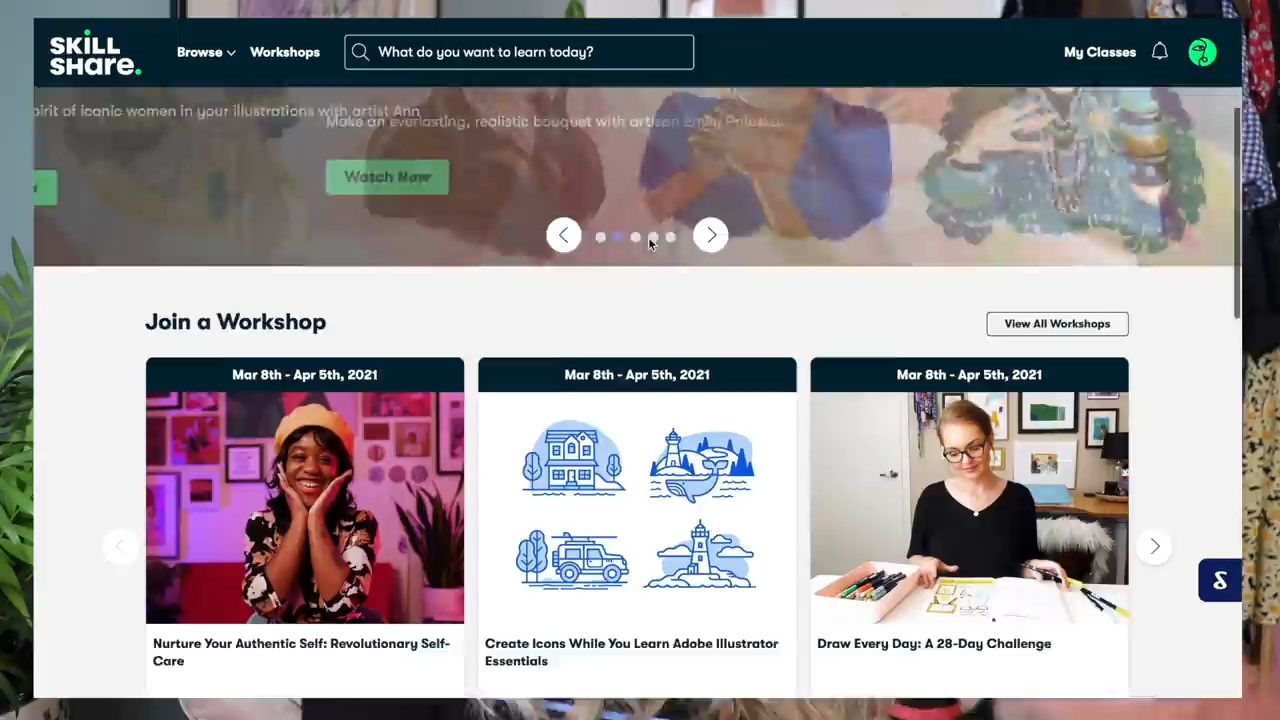 SKILL
SHARE.
Browse
Workshops
What do you want to learn today?
My Classes
pirit of iconic women in your illustrations with artist Ann
Make an everlasting, realistic bouquet with artisan Emily
Watch Now
Join a Workshop
View All Workshops
Mar 8th - Apr 5th, 2021
Mar 8th - Apr 5th, 2021
Mar 8th - Apr 5th, 2021
Nurture Your Authentic Self: Revolutionary Self-
Care
Create Icons While You Learn Adobe Illustrator
Essentials
Draw Every Day: A 28-Day Challenge